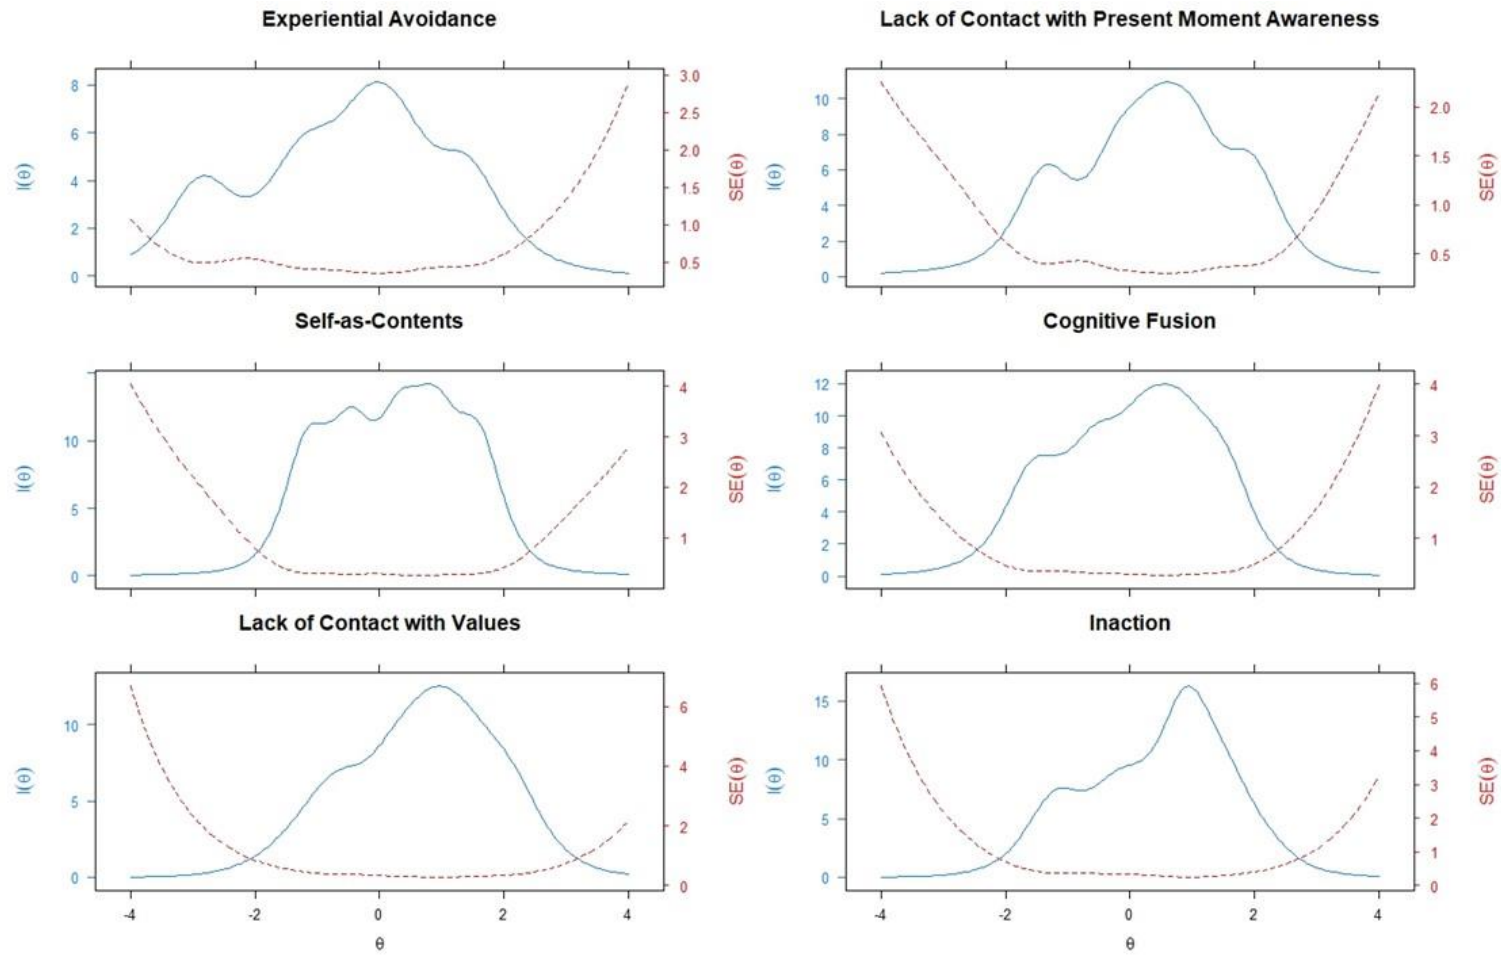 Experiential Avoidance
8
6
4
2
0
I(θ)
3.0
2.5
2.0
1.5
1.0
0.5
SE(θ)
Lack of Contact with Present Moment Awareness
10
8
6
4
2
0
I(θ)
2.0
1.5
1.0
0.5
SE(θ)
Self-as-Contents
10
5
0
I(θ)
4
3
2
1
SE(θ)
Cognitive Fusion
12
10
8
6
4
2
0
I(θ)
4
3
2
1
SE(θ)
Lack of Contact with Values
10
5
0
I(θ)
6
4
2
0
SE(θ)
-4 -2 0 2 4
θ
Inaction
15
10
5
0
I(θ)
6
5
4
3
2
1
0
SE(θ)
-4 -2 0 2 4
θ